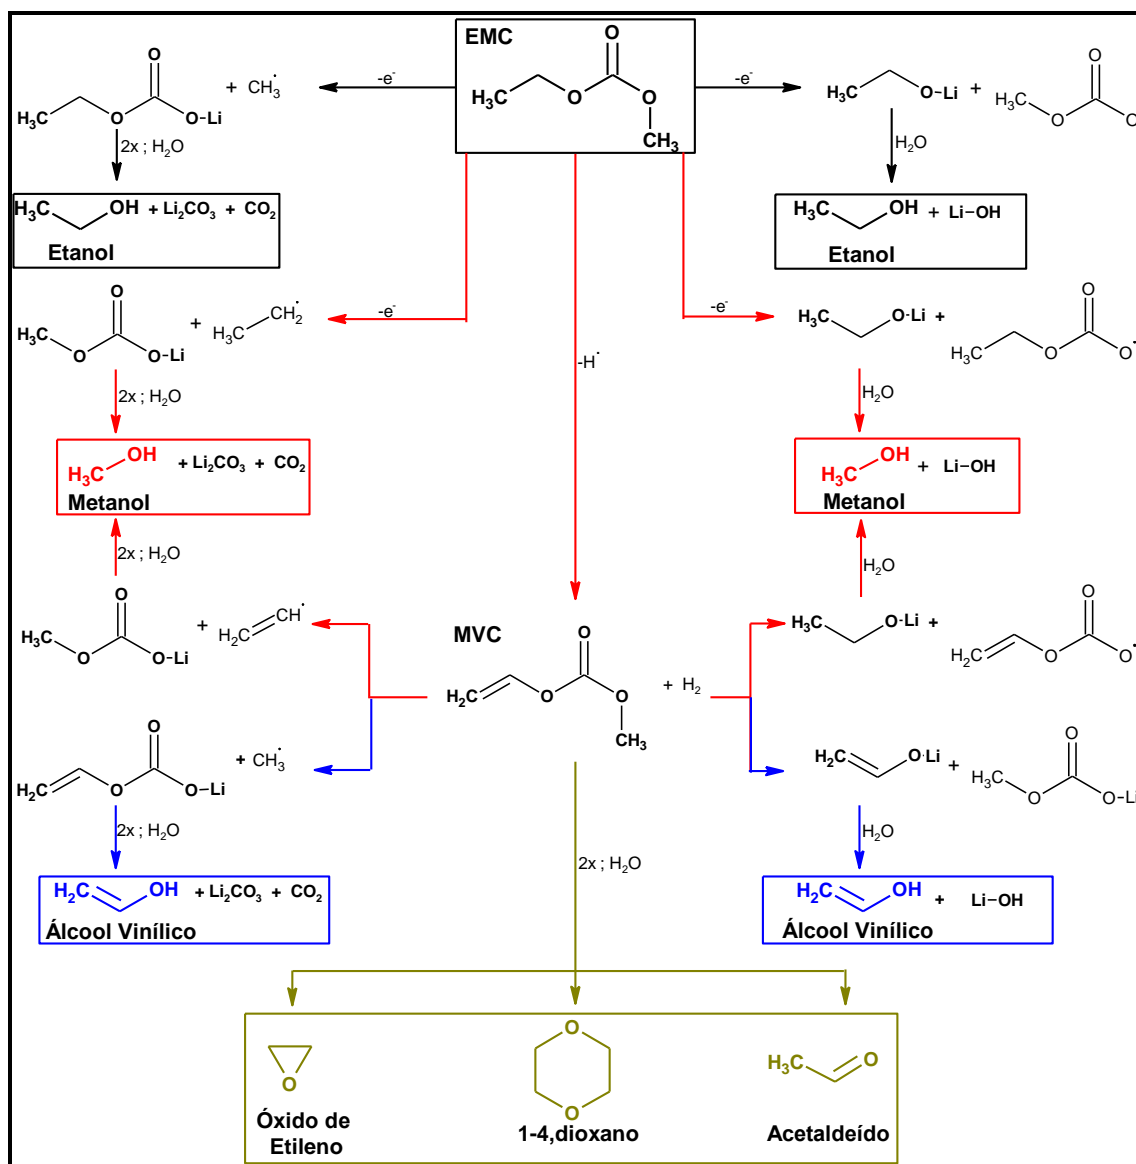 EMC
O
H₃C
O
O
CH₃
-e⁻
-e⁻
O
H₃C
O
O-Li
+ CH₃˙
H₃C
O-Li
+
O
H₃C
O
O
2x ; H₂O
H₂O
H₃C
OH
+ Li₂CO₃ + CO₂
Etanol
H₃C
OH
+ Li-OH
Etanol
O
H₃C
O
O-Li
+
H₃C
CH₂˙
-e⁻
-e⁻
H₃C
O·Li
+
O
H₃C
O
O˙
-H˙
2x ; H₂O
H₂O
H₃C
OH
+ Li₂CO₃ + CO₂
Metanol
H₃C
OH
+ Li-OH
Metanol
2x ; H₂O
H₂O
O
H₃C
O
O-Li
+
H₂C
CH˙
MVC
O
H₂C
O
O
CH₃
+ H₂
H₃C
O-Li
+
O
H₂C
O
O˙
O
H₂C
O
O-Li
+ CH₃˙
H₂C
O·Li
+
O
H₃C
O
O-Li
2x ; H₂O
2x ; H₂O
H₂O
H₂C
OH
+ Li₂CO₃ + CO₂
Álcool Vinílico
H₂C
OH
+ Li-OH
Álcool Vinílico
O
O
O
H₃C
O
Óxido de
Etileno
1-4,dioxano
Acetaldeído